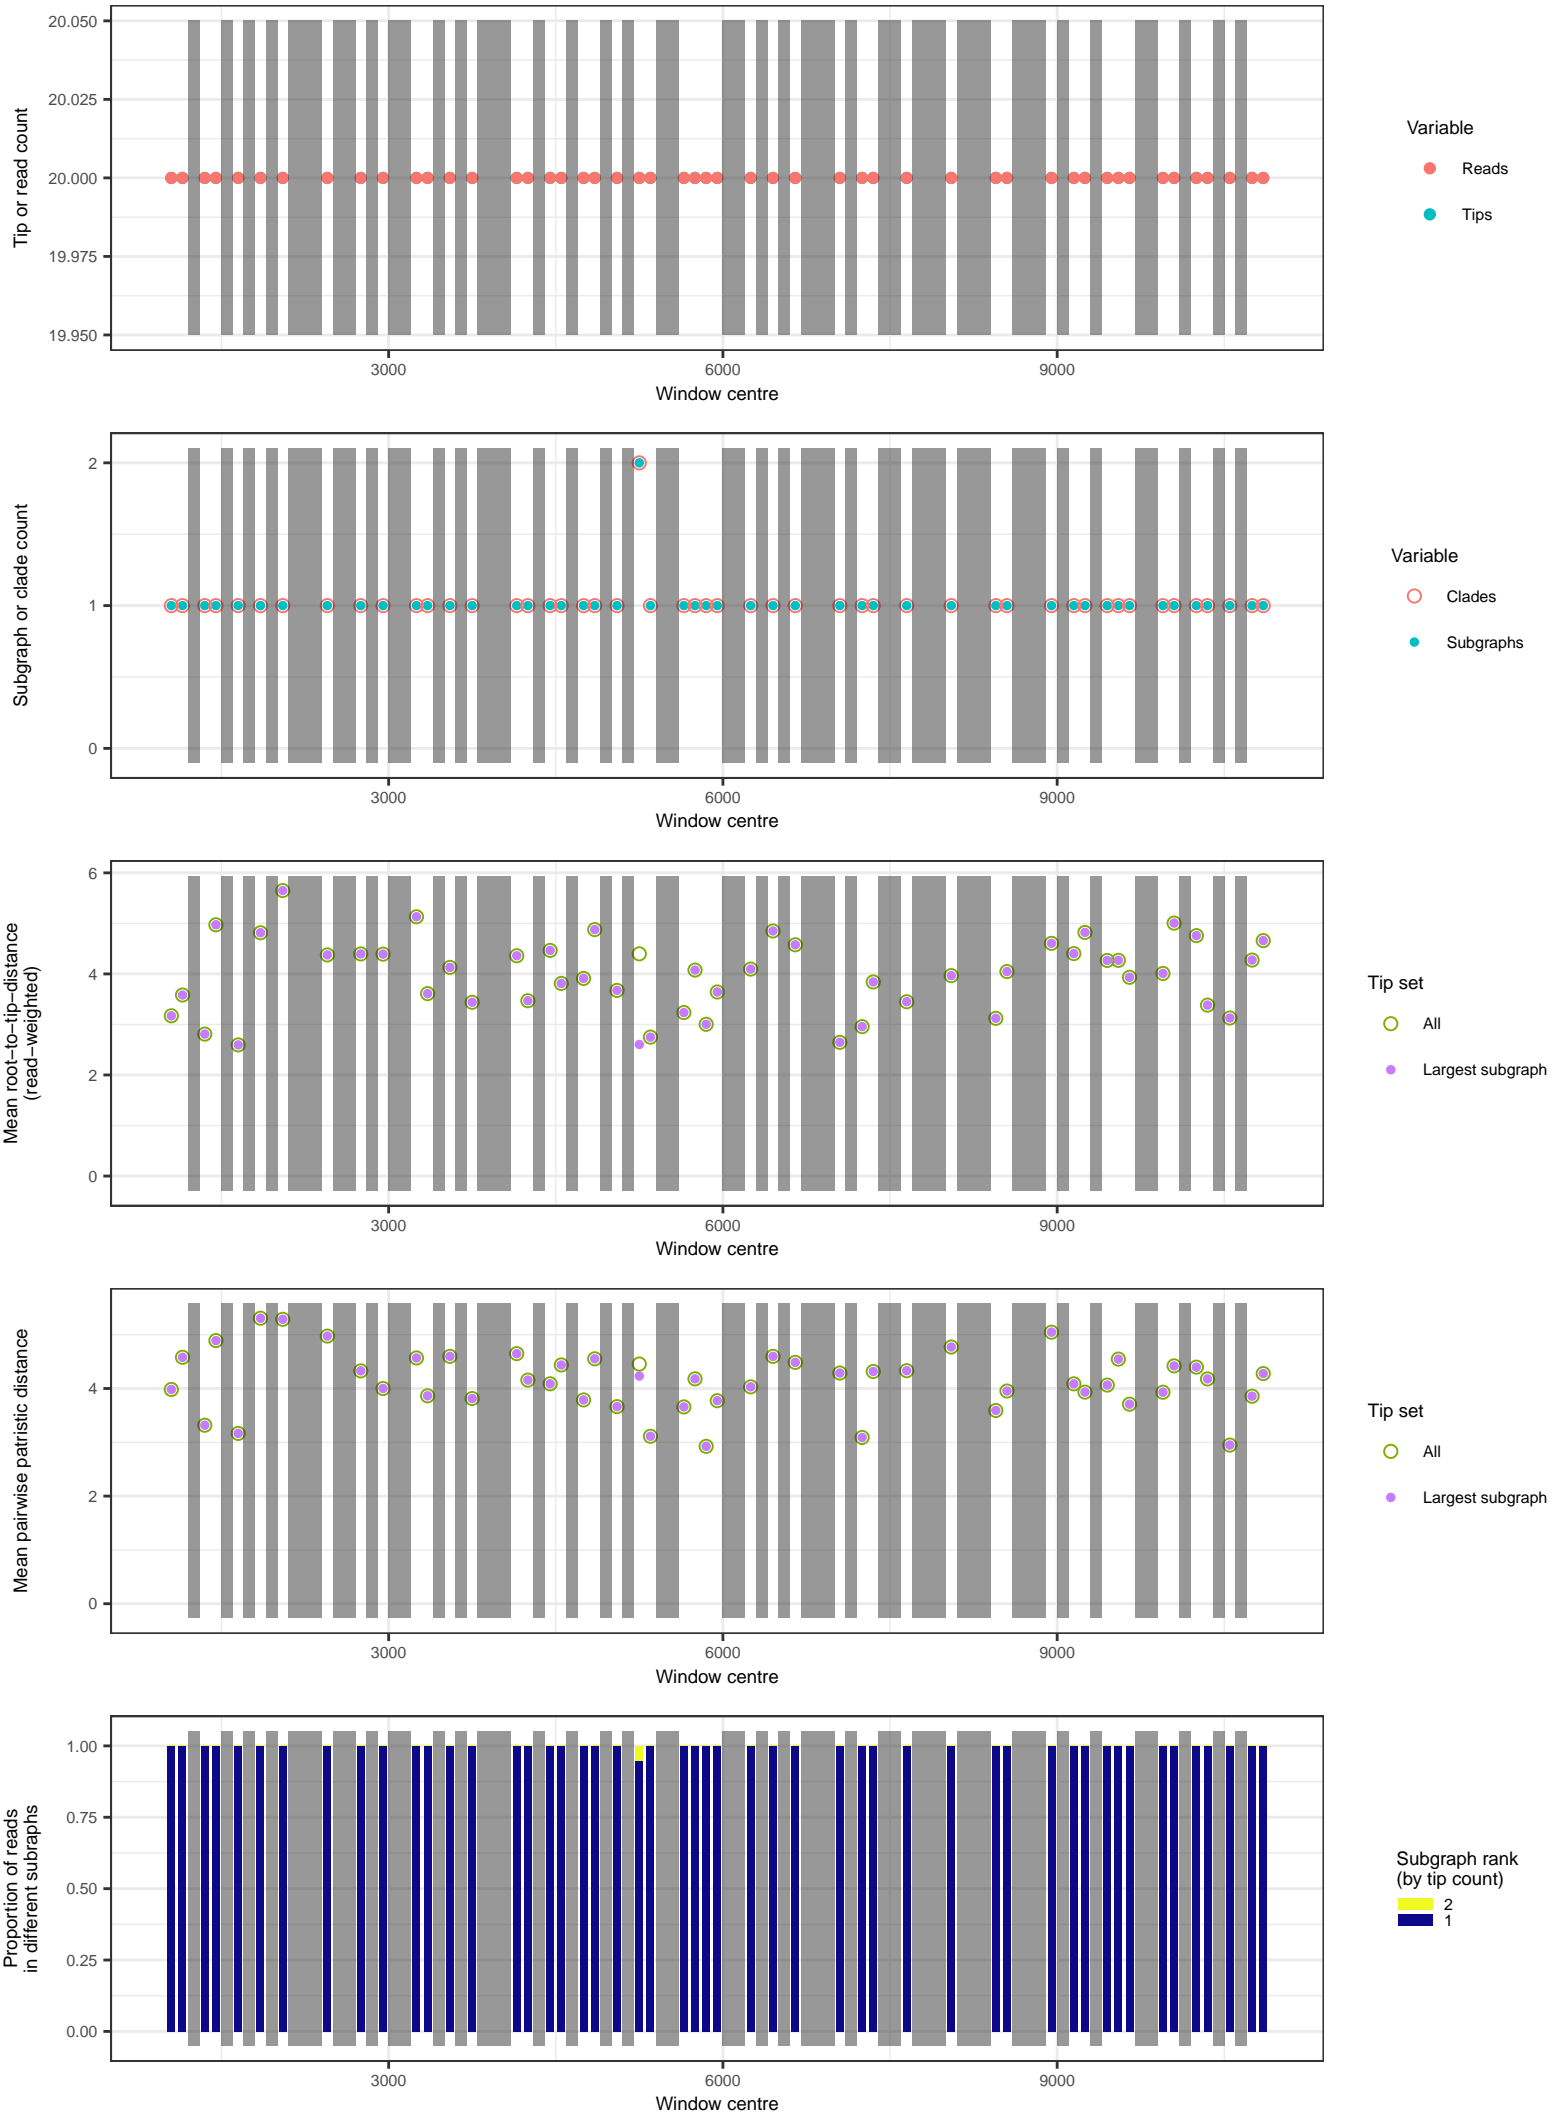 20.050
20.025
20.000
19.975
19.950
Tip or read count
3000
6000
9000
Window centre
Variable
Reads
Tips
2
1
0
Subgraph or clade count
3000
6000
9000
Window centre
Variable
Clades
Subgraphs
6
4
2
0
Mean root−to−tip−distance
(read−weighted)
3000
6000
9000
Window centre
Tip set
All
Largest subgraph
4
2
0
Mean pairwise patristic distance
3000
6000
9000
Window centre
Tip set
All
Largest subgraph
1.00
0.75
0.50
0.25
0.00
Proportion of reads
in different subraphs
3000
6000
9000
Window centre
Subgraph rank
(by tip count)
2
1